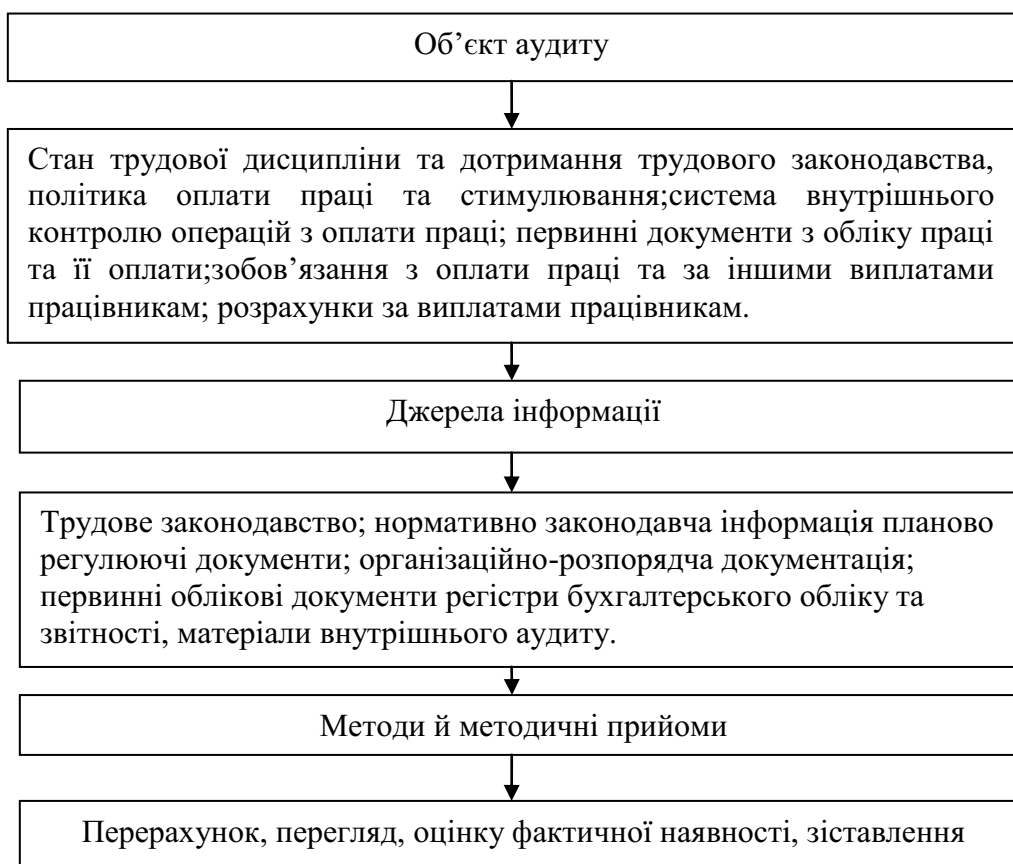 Об’єкт аудиту
Стан трудової дисципліни та дотримання трудового законодавства,
політика оплати праці та стимулювання;система внутрішнього
контролю операцій з оплати праці; первинні документи з обліку праці
та її оплати;зобов’язання з оплати праці та за іншими виплатами
працівникам; розрахунки за виплатами працівникам.
Джерела інформації
Трудове законодавство; нормативно законодавча інформація планово
регулюючі документи; організаційно-розпорядча документація;
первинні облікові документи регістри бухгалтерського обліку та
звітності, матеріали внутрішнього аудиту.
Методи й методичні прийоми
Перерахунок, перегляд, оцінку фактичної наявності, зіставлення